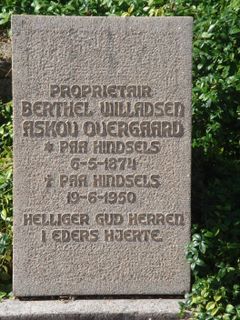 PROPRIETAIR
BERTHEL WILLADSEN
ASKOV OVERGAARD
* PAA HINDSELS
6-5-1874
† PAA HINDSELS
19-6-1950
HELLIGER GUD HERREN
I EDERS HJERTE.